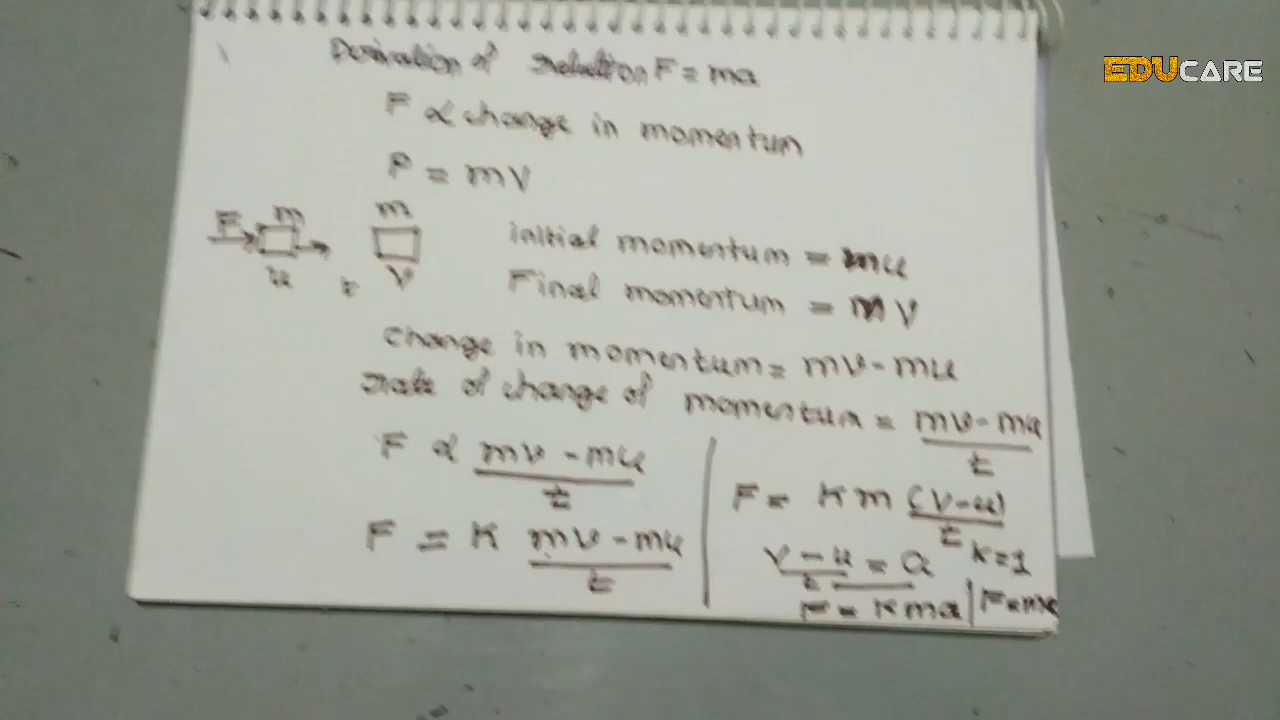 EDUCARE
Derivation of relation F = ma
F ∝ change in momentum
P = mv
F m m
u t v
initial momentum = mu
Final momentum = mv
change in momentum = mv - mu
rate of change of momentum = mv - mu / t
F ∝ mv - mu / t
F = K mv - mu / t
F = Km (v-u) / t
v - u / t = a K=1
F = Kma | F = ma